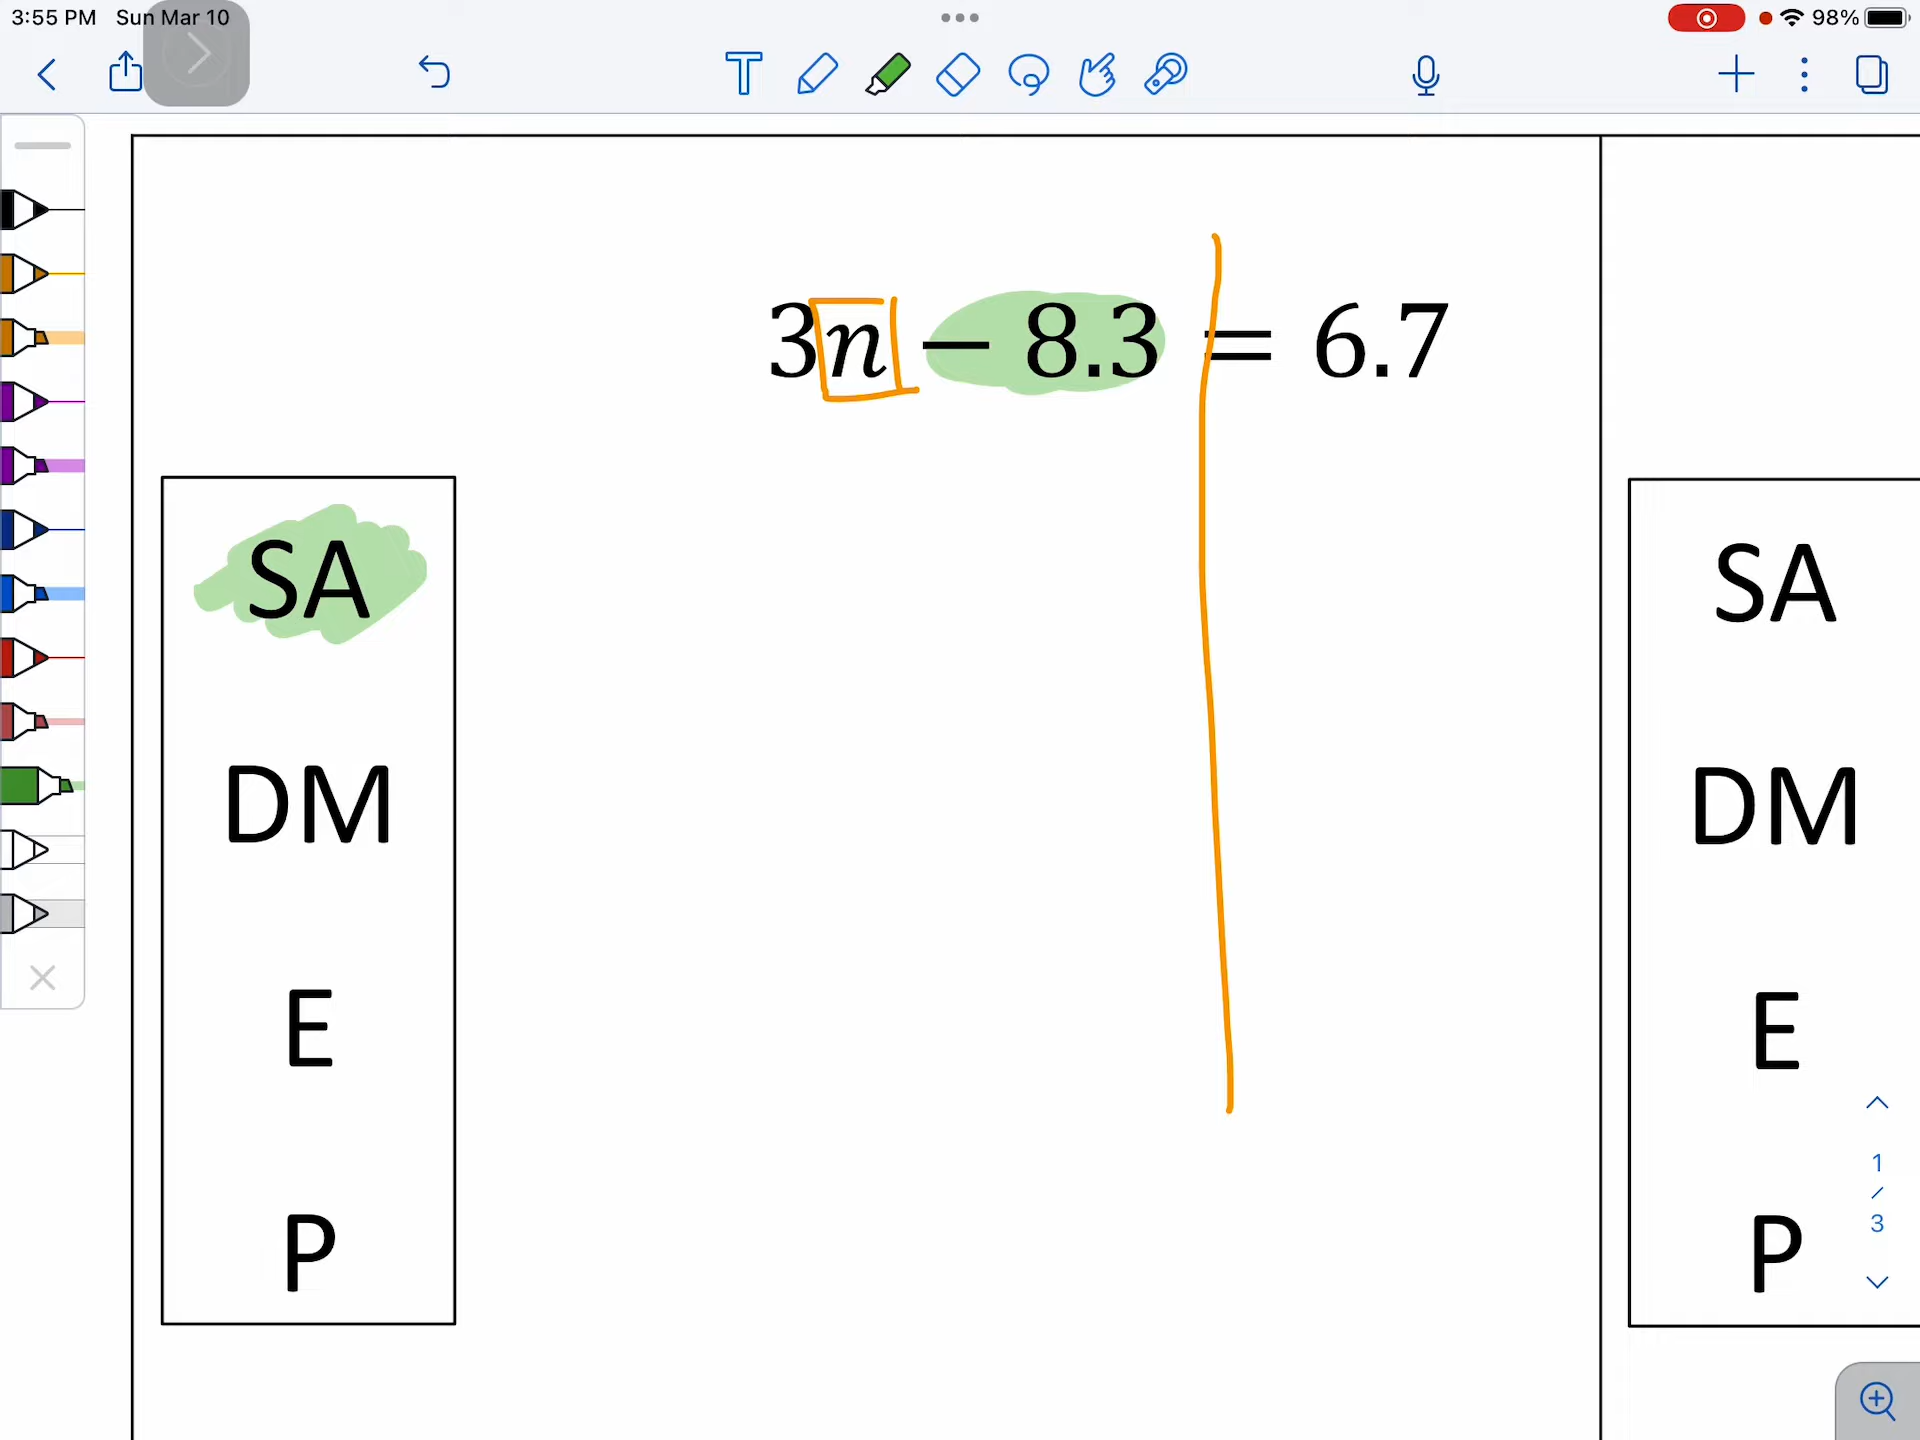 3:55 PM Sun Mar 10
98%
T
3n − 8.3 = 6.7
SA
DM
E
P
SA
DM
E
P
1
/
3